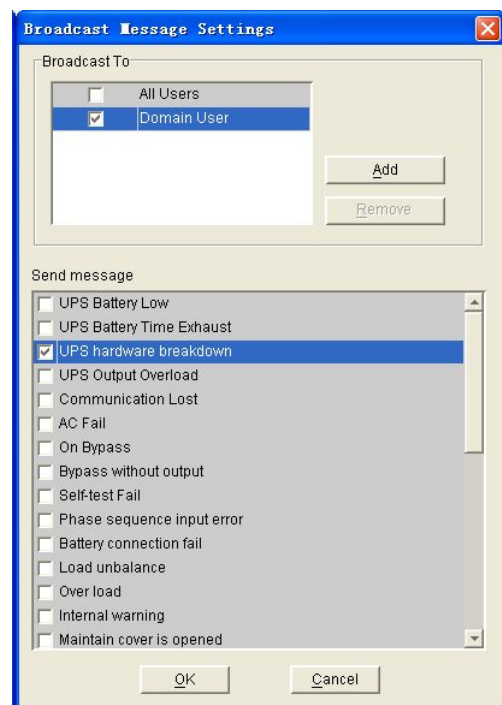 Broadcast Message Settings
Broadcast To
All Users
Domain User
Add
Remove
Send message
UPS Battery Low
UPS Battery Time Exhaust
UPS hardware breakdown
UPS Output Overload
Communication Lost
AC Fail
On Bypass
Bypass without output
Self-test Fail
Phase sequence input error
Battery connection fail
Load unbalance
Over load
Internal warning
Maintain cover is opened
OK
Cancel